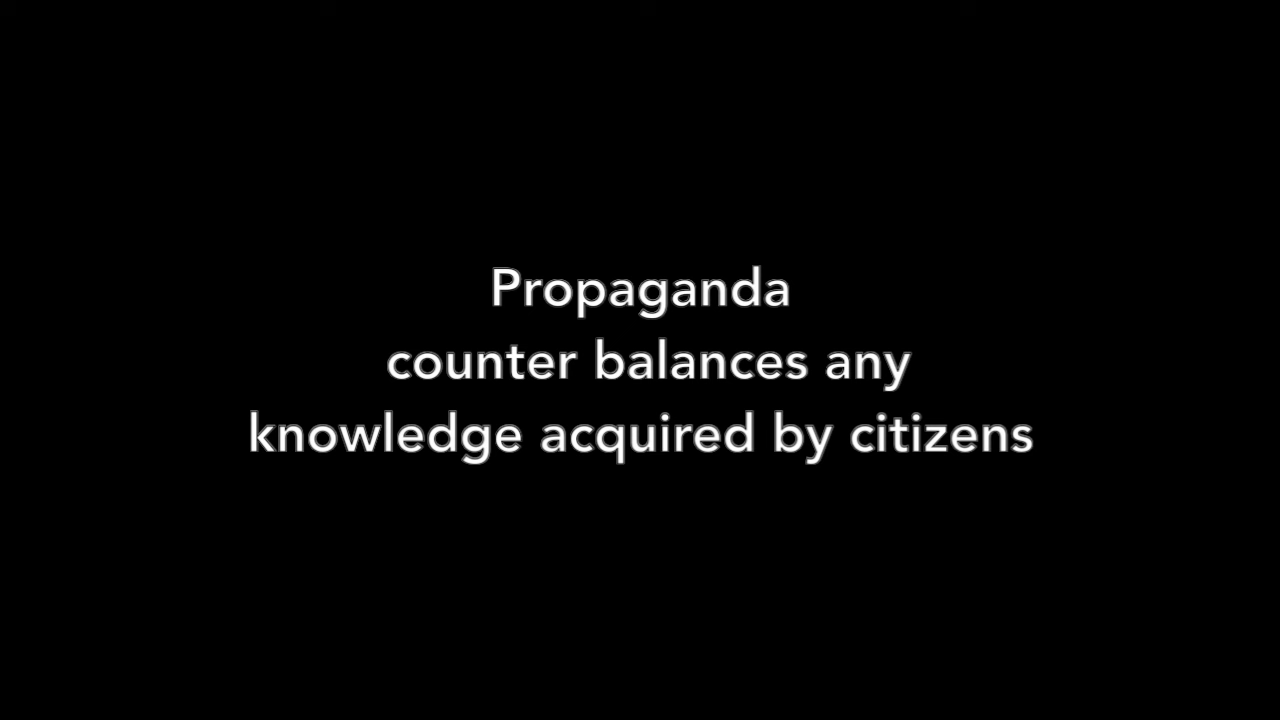 Propaganda
counter balances any
knowledge acquired by citizens